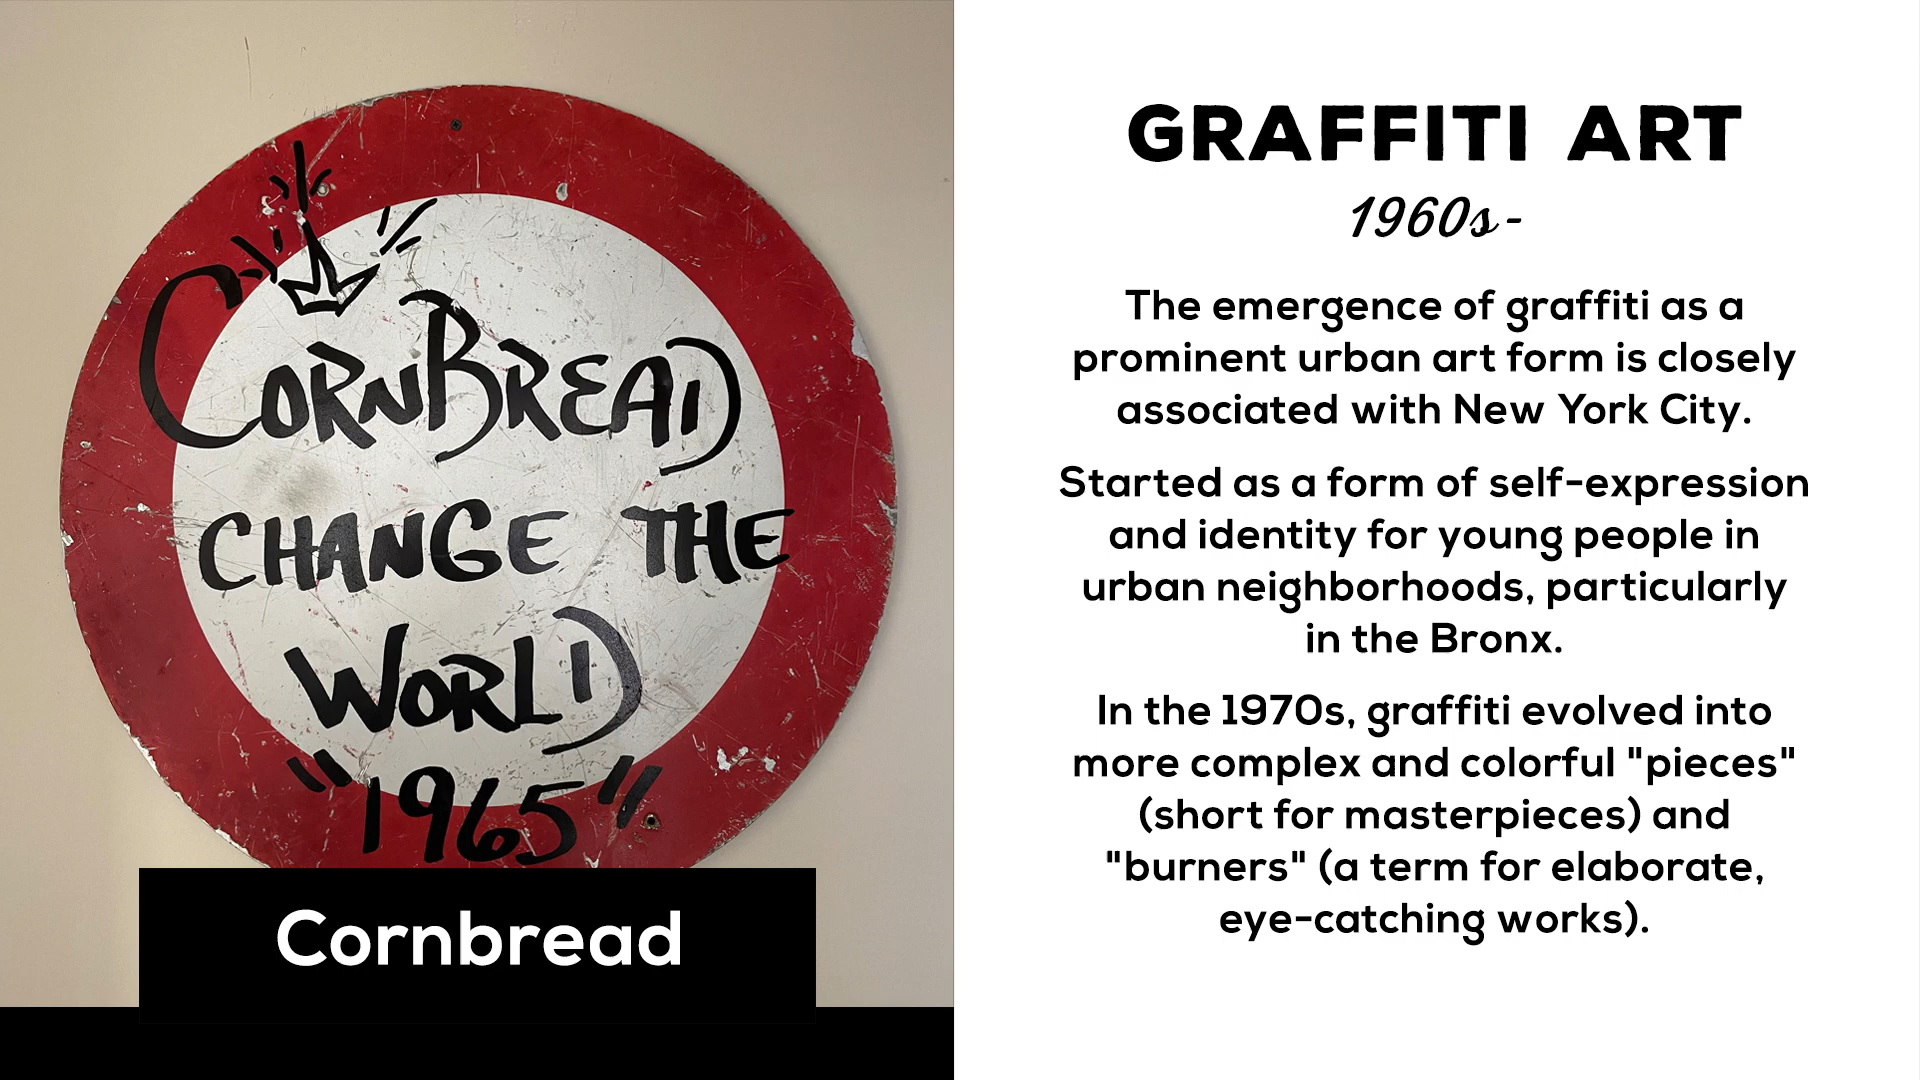 CORNBREAD
CHANGE THE
WORLD
"1965"
Cornbread
GRAFFITI ART
1960s-
The emergence of graffiti as a
prominent urban art form is closely
associated with New York City.
Started as a form of self-expression
and identity for young people in
urban neighborhoods, particularly
in the Bronx.
In the 1970s, graffiti evolved into
more complex and colorful "pieces"
(short for masterpieces) and
"burners" (a term for elaborate,
eye-catching works).